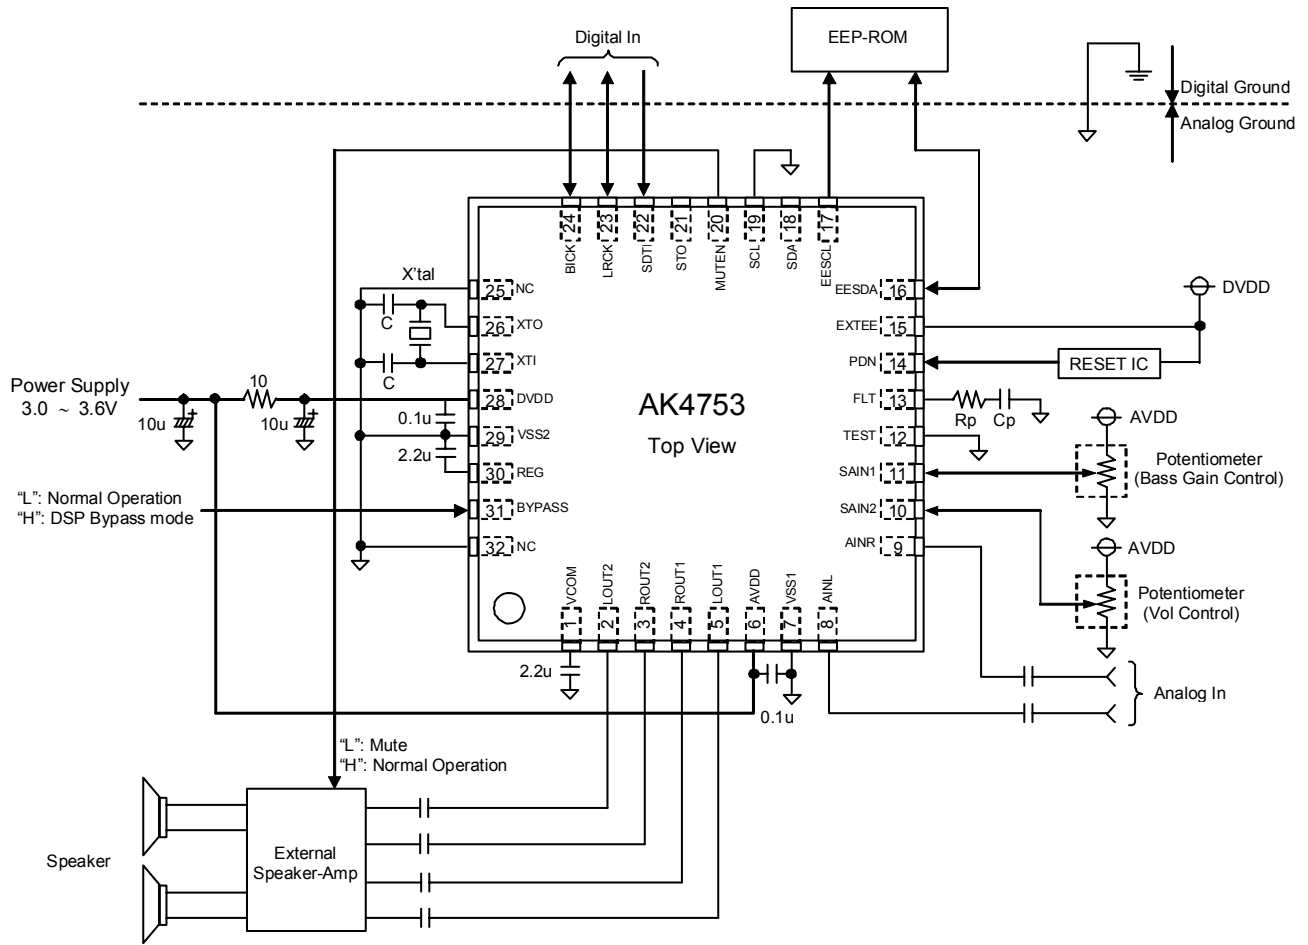 Digital In
EEP-ROM
Digital Ground
Analog Ground
24
23
22
21
20
19
18
17
BICK
LRCK
SDTI
STO
MUTEN
SCL
SDA
EESCL
X'tal
C
C
25 NC
26 XTO
27 XTI
28 DVDD
29 VSS2
30 REG
31 BYPASS
32 NC
EESDA 16
EXTEE 15
PDN 14
FLT 13
TEST 12
SAIN1 11
SAIN2 10
AINR 9
DVDD
RESET IC
Rp
Cp
AK4753
Top View
Power Supply
3.0 ~ 3.6V
10
10u
+
10u
+
0.1u
2.2u
"L": Normal Operation
"H": DSP Bypass mode
AVDD
Potentiometer
(Bass Gain Control)
AVDD
Potentiometer
(Vol Control)
VCOM
LOUT2
ROUT2
ROUT1
LOUT1
AVDD
VSS1
AINL
1
2
3
4
5
6
7
8
2.2u
0.1u
Analog In
"L": Mute
"H": Normal Operation
Speaker
External
Speaker-Amp